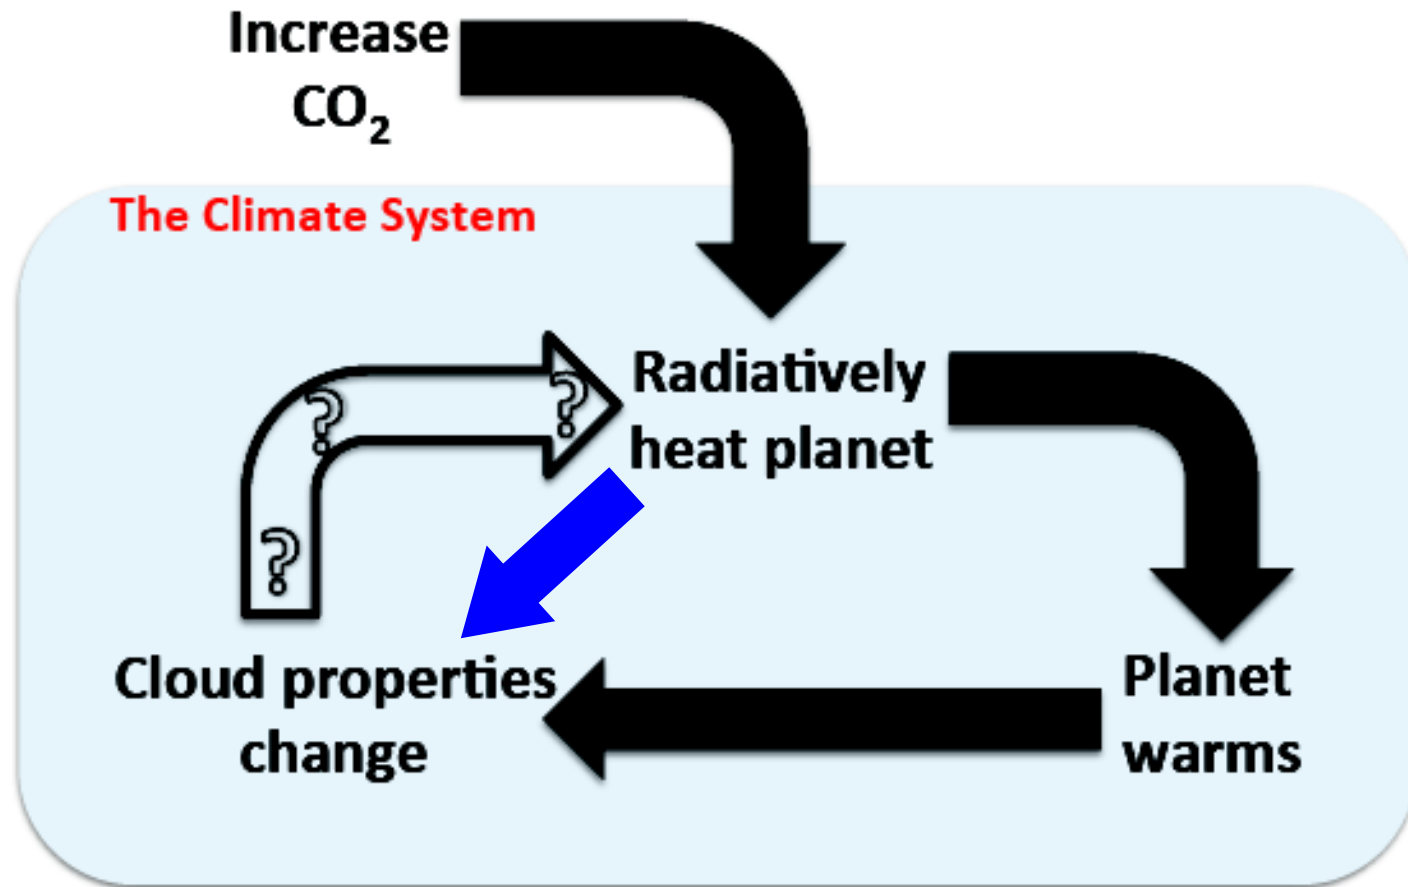 Increase
CO₂
The Climate System
Radiatively
heat planet
?
?
?
Cloud properties
change
Planet
warms